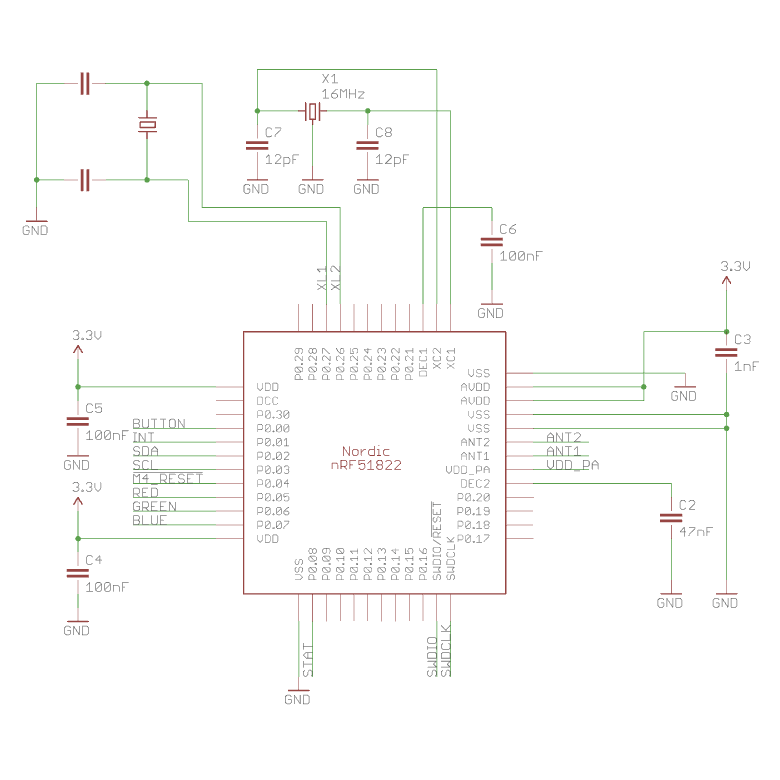 X1
16MHz
C7
12pF
C8
12pF
GND
GND
GND
GND
C6
100nF
GND
XL1
XL2
3.3V
C3
1nF
GND
3.3V
C5
100nF
GND
BUTTON
INT
SDA
SCL
M4_RESET
RED
GREEN
BLUE
3.3V
C4
100nF
GND
P0.29
P0.28
P0.27
P0.26
P0.25
P0.24
P0.23
P0.22
P0.21
DEC1
XC2
XC1
VDD
DCC
P0.30
P0.00
P0.01
P0.02
P0.03
P0.04
P0.05
P0.06
P0.07
VDD
Nordic
nRF51822
VSS
AVDD
AVDD
VSS
VSS
ANT2
ANT1
VDD_PA
DEC2
P0.20
P0.19
P0.18
P0.17
VSS
P0.08
P0.09
P0.10
P0.11
P0.12
P0.13
P0.14
P0.15
P0.16
SWDIO/RESET
SWDCLK
ANT2
ANT1
VDD_PA
C2
47nF
GND
GND
STAT
SWDIO
SWDCLK
GND